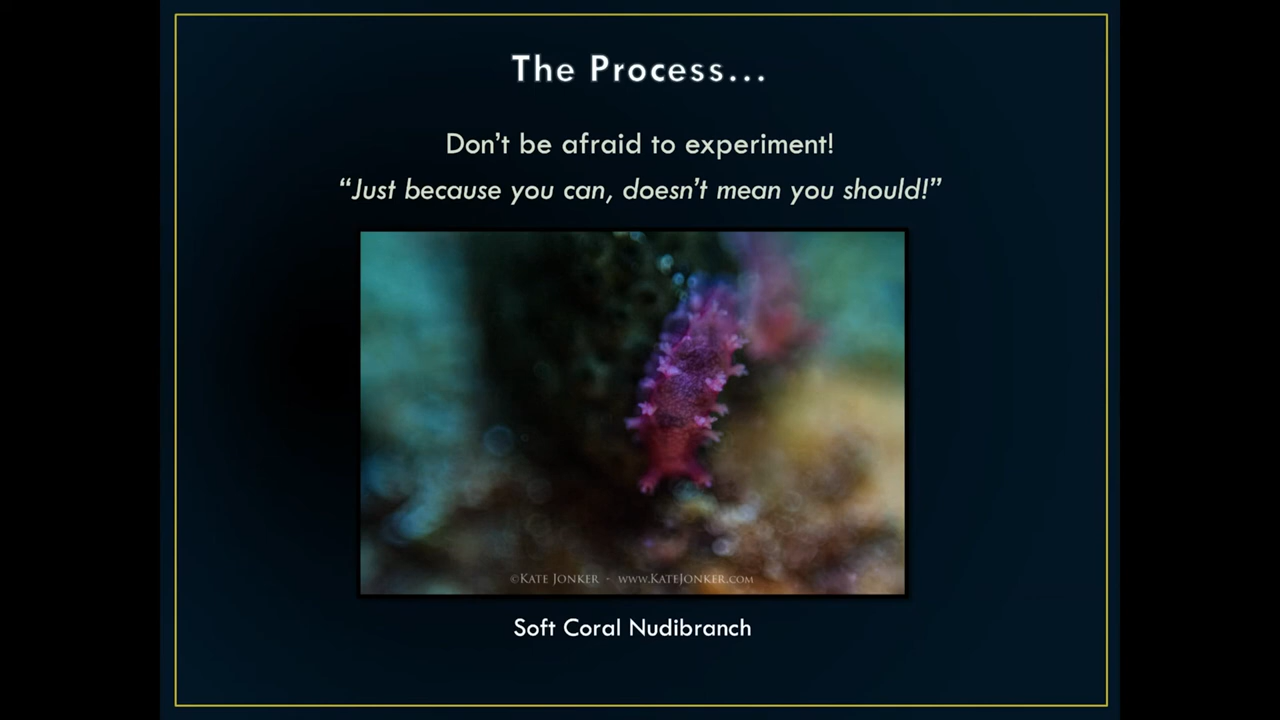 The Process...
Don't be afraid to experiment!
“Just because you can, doesn't mean you should!”
©Kate Jonker - www.KateJonker.com
Soft Coral Nudibranch